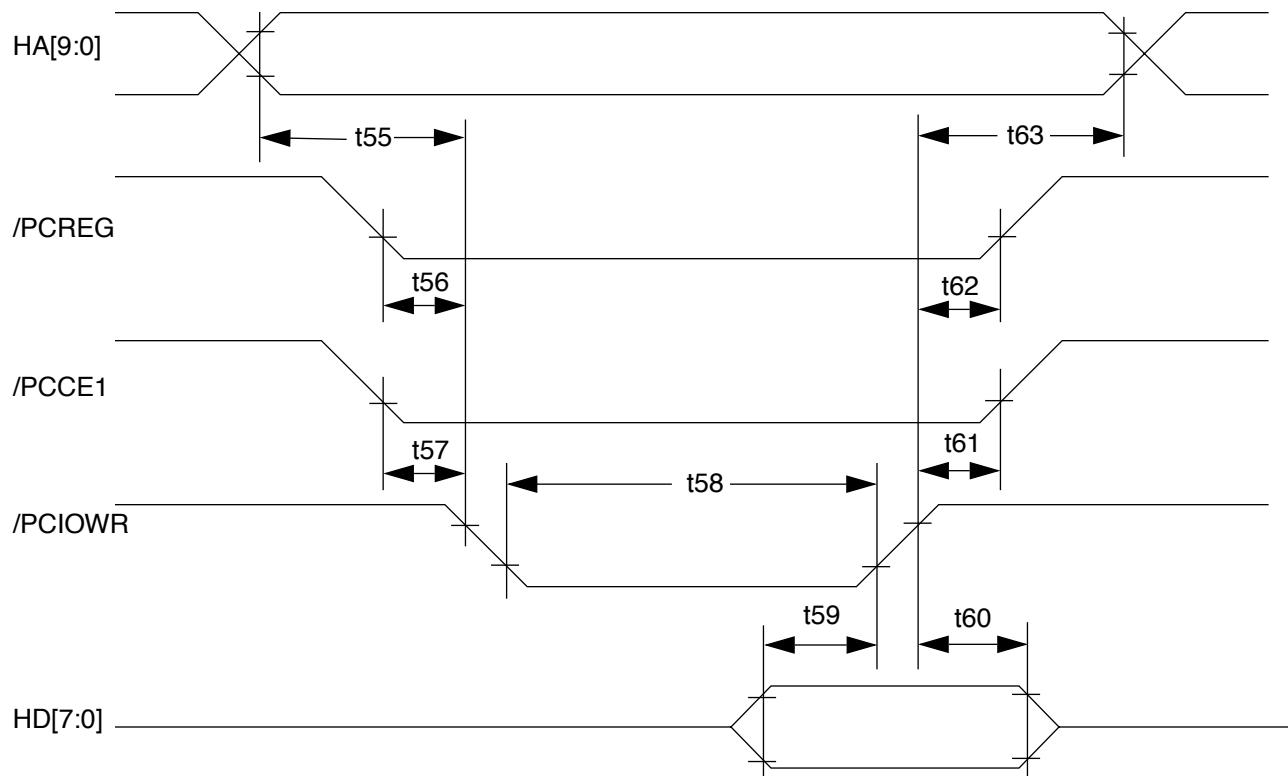 HA[9:0]
t55
t63
/PCREG
t56
t62
/PCCE1
t57
t61
t58
/PCIOWR
t59
t60
HD[7:0]